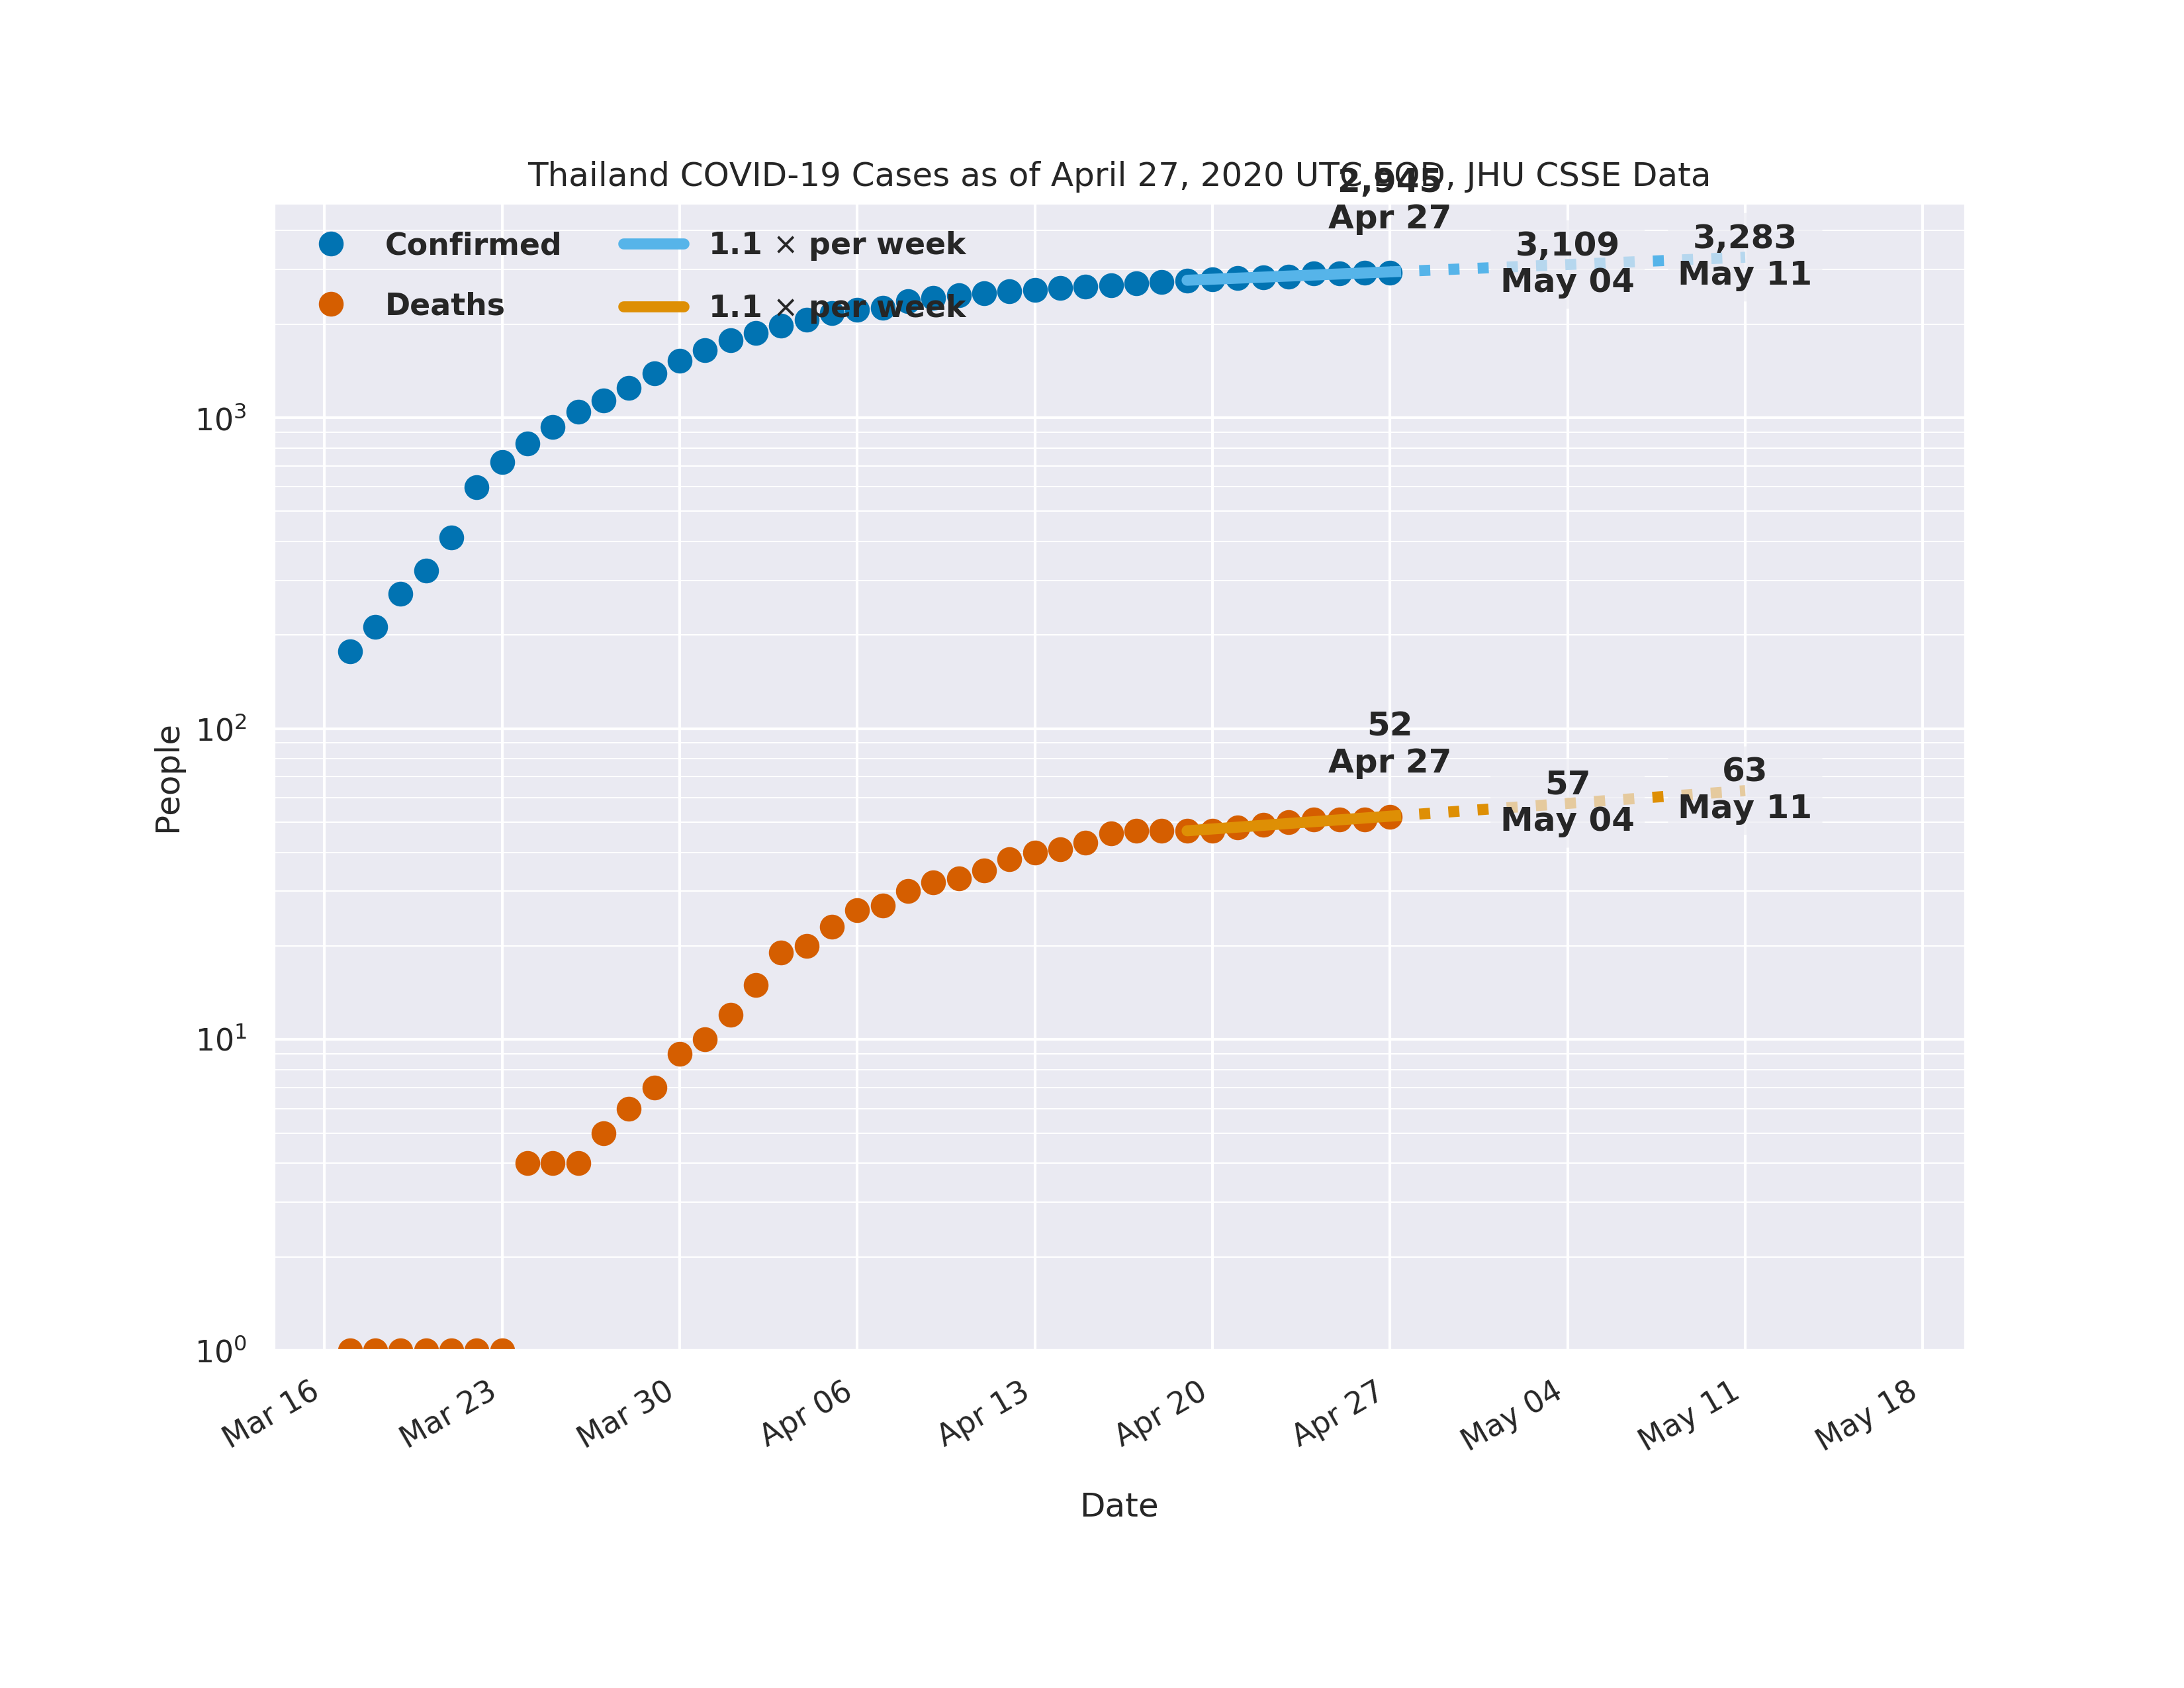 Thailand COVID-19 Cases as of April 27, 2020 UTC EOD, JHU CSSE Data
2,945
Apr 27
3,109
May 04
3,283
May 11
Confirmed
Deaths
1.1 × per week
1.1 × per week
52
Apr 27
57
May 04
63
May 11
People
10³
10²
10¹
10⁰
Mar 16
Mar 23
Mar 30
Apr 06
Apr 13
Apr 20
Apr 27
May 04
May 11
May 18
Date